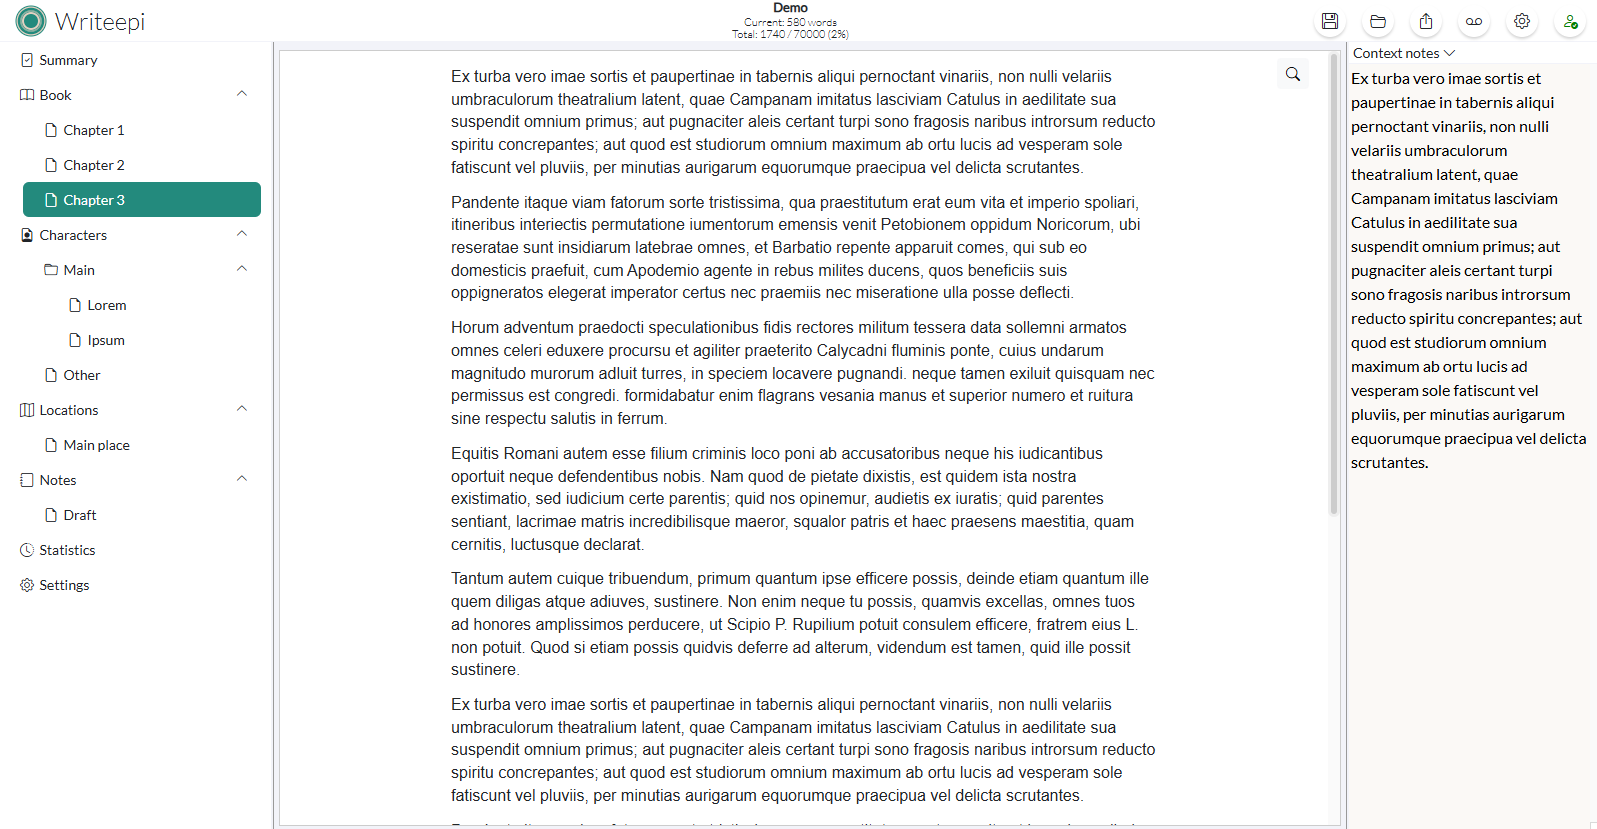 Writeepi
Demo
Current: 580 words
Total: 1740 / 70000 (2%)
Summary
Book
Chapter 1
Chapter 2
Chapter 3
Characters
Main
Lorem
Ipsum
Other
Locations
Main place
Notes
Draft
Statistics
Settings
Ex turba vero imae sortis et paupertinae in tabernis aliqui pernoctant vinariis, non nulli velariis
umbraculorum theatralium latent, quae Campanam imitatus lasciviam Catulus in aedilitate sua
suspendit omnium primus; aut pugnaciter aleis certant turpi sono fragosis naribus introrsum reducto
spiritu concrepantes; aut quod est studiorum omnium maximum ab ortu lucis ad vesperam sole
fatiscunt vel pluviis, per minutias aurigarum equorumque praecipua vel delicta scrutantes.
Pandente itaque viam fatorum sorte tristissima, qua praestitutum erat eum vita et imperio spoliari,
itineribus interiectis permutatione iumentorum emensis venit Petobionem oppidum Noricorum, ubi
reseratae sunt insidiarum latebrae omnes, et Barbatio repente apparuit comes, qui sub eo
domesticis praefuit, cum Apodemio agente in rebus milites ducens, quos beneficiis suis
oppigneratos elegerat imperator certus nec praemiis nec miseratione ulla posse deflecti.
Horum adventum praedocti speculationibus fidis rectores militum tessera data sollemni armatos
omnes celeri eduxere procursu et agiliter praeterito Calycadni fluminis ponte, cuius undarum
magnitudo murorum adluit turres, in speciem locavere pugnandi. neque tamen exiluit quisquam nec
permissus est congredi. formidabatur enim flagrans vesania manus et superior numero et ruitura
sine respectu salutis in ferrum.
Equitis Romani autem esse filium criminis loco poni ab accusatoribus neque his iudicantibus
oportuit neque defendentibus nobis. Nam quod de pietate dixistis, est quidem ista nostra
existimatio, sed iudicium certe parentis; quid nos opinemur, audietis ex iuratis; quid parentes
sentiant, lacrimae matris incredibilisque maeror, squalor patris et haec praesens maestitia, quam
cernitis, luctusque declarat.
Tantum autem cuique tribuendum, primum quantum ipse efficere possis, deinde etiam quantum ille
quem diligas atque adiuves, sustinere. Non enim neque tu possis, quamvis excellas, omnes tuos
ad honores amplissimos perducere, ut Scipio P. Rupilium potuit consulem efficere, fratrem eius L.
non potuit. Quod si etiam possis quidvis deferre ad alterum, videndum est tamen, quid ille possit
sustinere.
Ex turba vero imae sortis et paupertinae in tabernis aliqui pernoctant vinariis, non nulli velariis
umbraculorum theatralium latent, quae Campanam imitatus lasciviam Catulus in aedilitate sua
suspendit omnium primus; aut pugnaciter aleis certant turpi sono fragosis naribus introrsum reducto
spiritu concrepantes; aut quod est studiorum omnium maximum ab ortu lucis ad vesperam sole
fatiscunt vel pluviis, per minutias aurigarum equorumque praecipua vel delicta scrutantes.
Context notes
Ex turba vero imae sortis et
paupertinae in tabernis aliqui
pernoctant vinariis, non nulli
velariis umbraculorum
theatralium latent, quae
Campanam imitatus lasciviam
Catulus in aedilitate sua
suspendit omnium primus; aut
pugnaciter aleis certant turpi
sono fragosis naribus introrsum
reducto spiritu concrepantes; aut
quod est studiorum omnium
maximum ab ortu lucis ad
vesperam sole fatiscunt vel
pluviis, per minutias aurigarum
equorumque praecipua vel delicta
scrutantes.